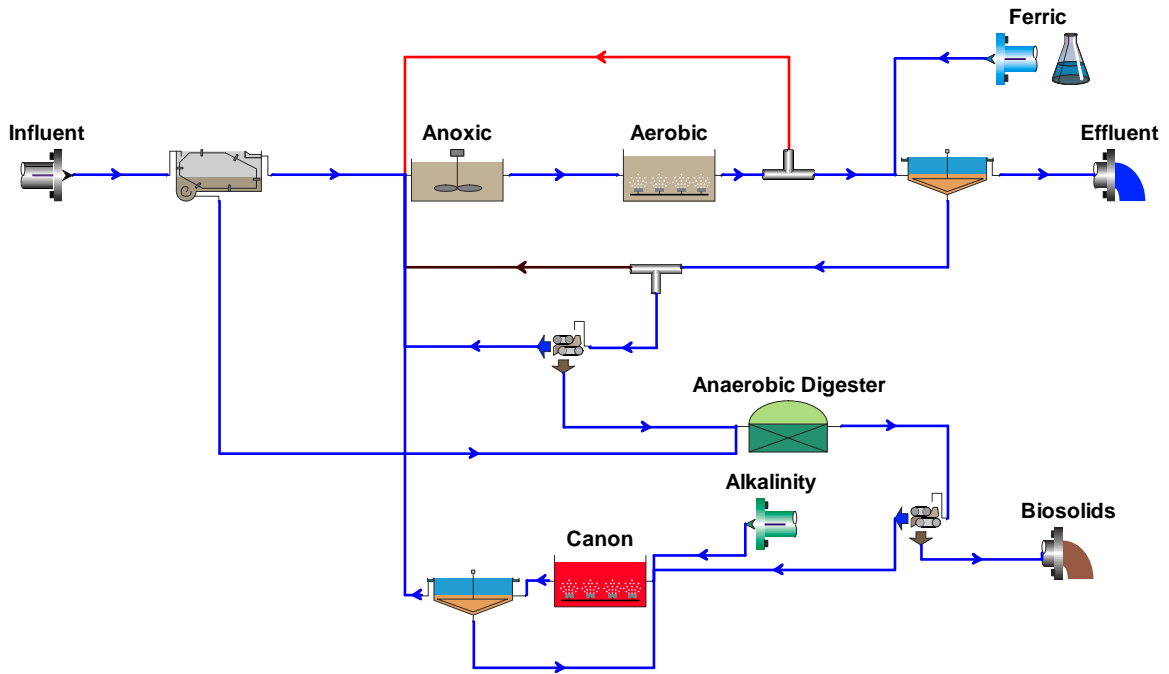 Ferric
Influent
Anoxic
Aerobic
Effluent
Anaerobic Digester
Alkalinity
Biosolids
Canon